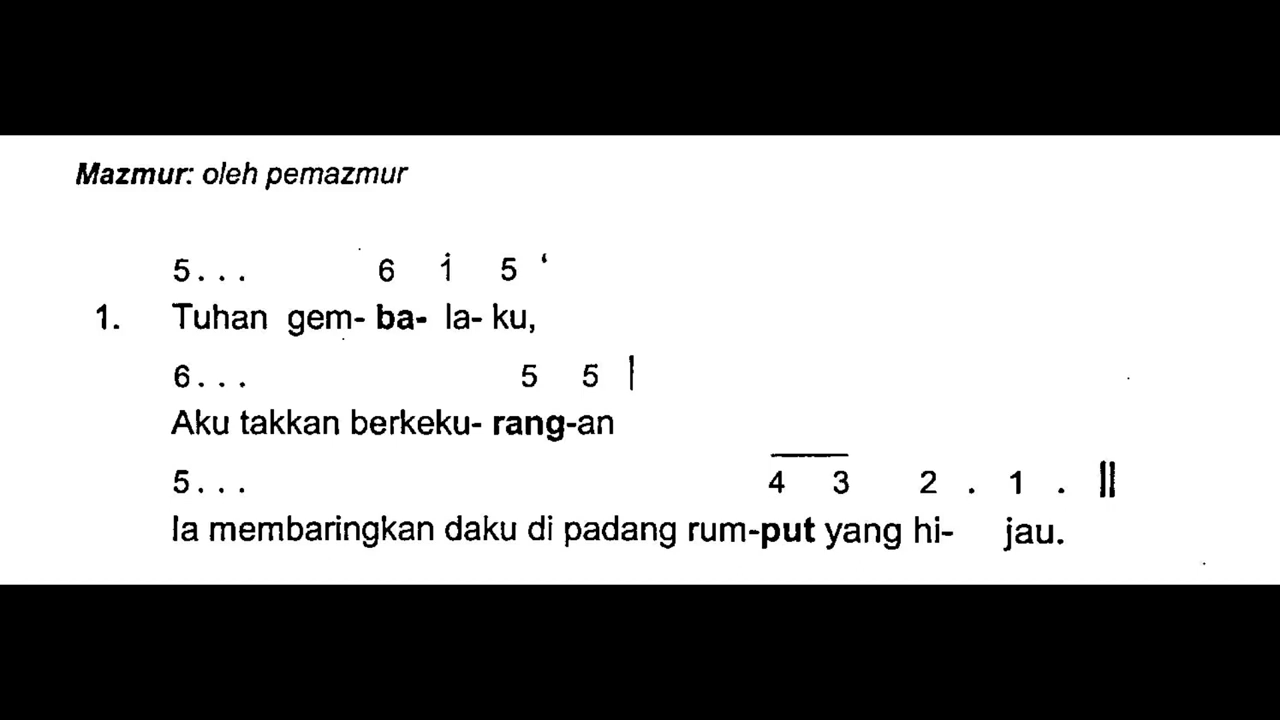 Mazmur: oleh pemazmur
5... 6 i 5 ‘
1. Tuhan gem- ba- la- ku,
6... 5 5 |
Aku takkan berkeku- rang-an
5... 4 3 2 . 1 . ||
Ia membaringkan daku di padang rum-put yang hi- jau.